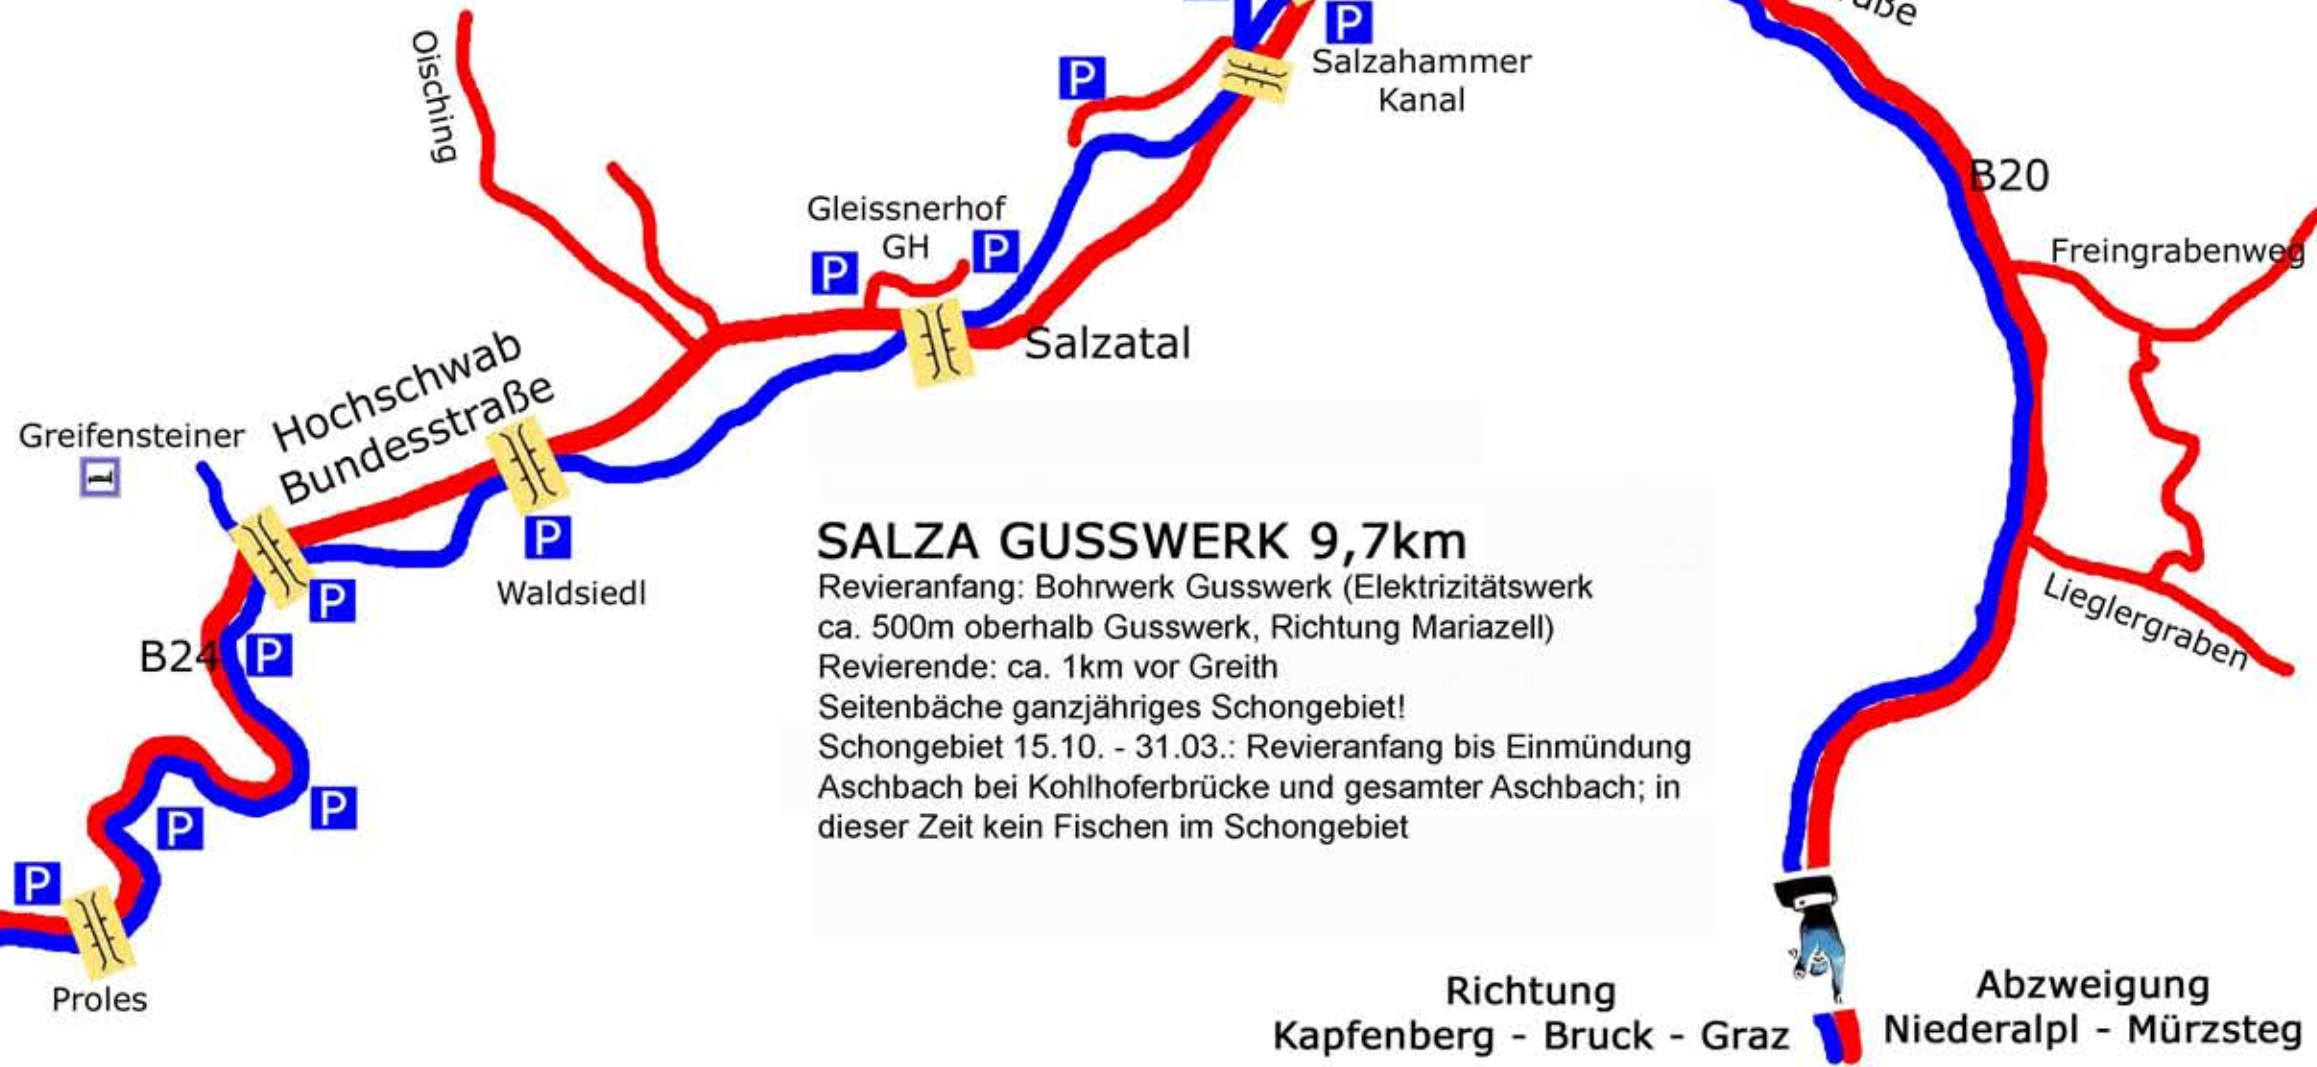 P
Salzahammer
Kanal
P
Oisching
B20
Gleissnerhof
GH
P
P
Freingrabenweg
Salzatal
Hochschwab
Bundesstraße
Greifensteiner
P
Waldsiedl
P
B24
P
P
P
P
Proles
SALZA GUSSWERK 9,7km
Revieranfang: Bohrwerk Gusswerk (Elektrizitätswerk
ca. 500m oberhalb Gusswerk, Richtung Mariazell)
Revierende: ca. 1km vor Greith
Seitenbäche ganzjähriges Schongebiet!
Schongebiet 15.10. - 31.03.: Revieranfang bis Einmündung
Aschbach bei Kohlhoferbrücke und gesamter Aschbach; in
dieser Zeit kein Fischen im Schongebiet
Lieglergraben
Richtung
Kapfenberg - Bruck - Graz
Abzweigung
Niederalpl - Mürzsteg